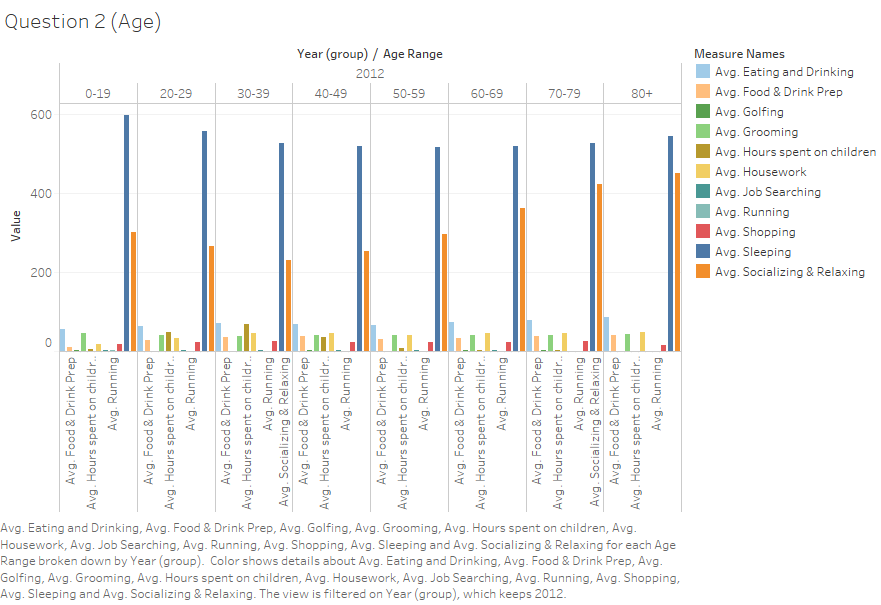 Question 2 (Age)
Year (group) / Age Range
2012
0-19 20-29 30-39 40-49 50-59 60-69 70-79 80+
600
400
200
0
Value
Avg. Food & Drink Prep
Avg. Hours spent on childr..
Avg. Running
Avg. Food & Drink Prep
Avg. Hours spent on childr..
Avg. Running
Avg. Food & Drink Prep
Avg. Hours spent on childr..
Avg. Running
Avg. Socializing & Relaxing
Avg. Food & Drink Prep
Avg. Hours spent on childr..
Avg. Running
Avg. Food & Drink Prep
Avg. Hours spent on childr..
Avg. Running
Avg. Food & Drink Prep
Avg. Hours spent on childr..
Avg. Running
Avg. Food & Drink Prep
Avg. Hours spent on childr..
Avg. Running
Avg. Socializing & Relaxing
Avg. Food & Drink Prep
Avg. Hours spent on childr..
Avg. Running
Measure Names
Avg. Eating and Drinking
Avg. Food & Drink Prep
Avg. Golfing
Avg. Grooming
Avg. Hours spent on children
Avg. Housework
Avg. Job Searching
Avg. Running
Avg. Shopping
Avg. Sleeping
Avg. Socializing & Relaxing
Avg. Eating and Drinking, Avg. Food & Drink Prep, Avg. Golfing, Avg. Grooming, Avg. Hours spent on children, Avg.
Housework, Avg. Job Searching, Avg. Running, Avg. Shopping, Avg. Sleeping and Avg. Socializing & Relaxing for each Age
Range broken down by Year (group). Color shows details about Avg. Eating and Drinking, Avg. Food & Drink Prep, Avg.
Golfing, Avg. Grooming, Avg. Hours spent on children, Avg. Housework, Avg. Job Searching, Avg. Running, Avg. Shopping,
Avg. Sleeping and Avg. Socializing & Relaxing. The view is filtered on Year (group), which keeps 2012.